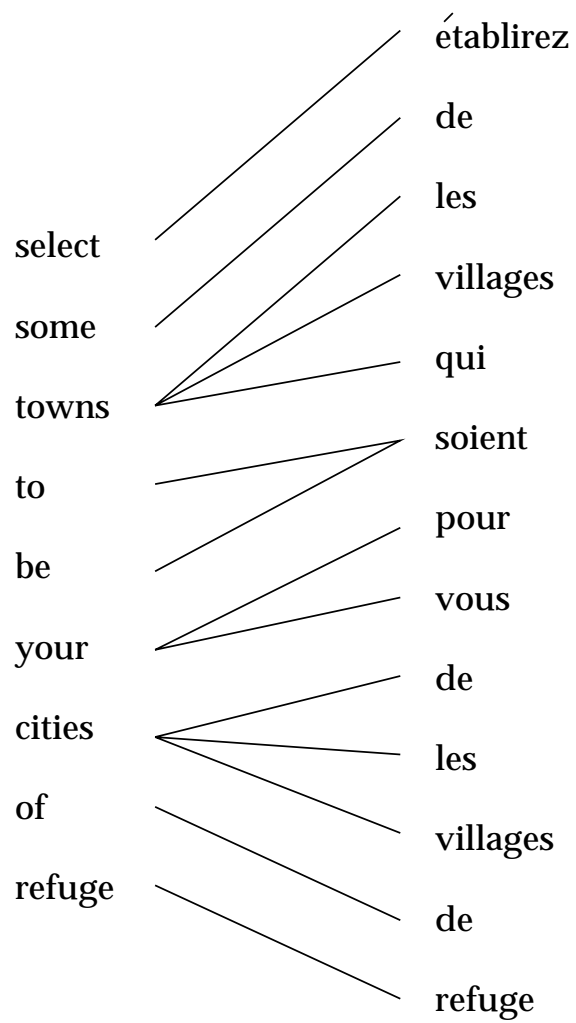 select
some
towns
to
be
your
cities
of
refuge
établirez
de
les
villages
qui
soient
pour
vous
de
les
villages
de
refuge